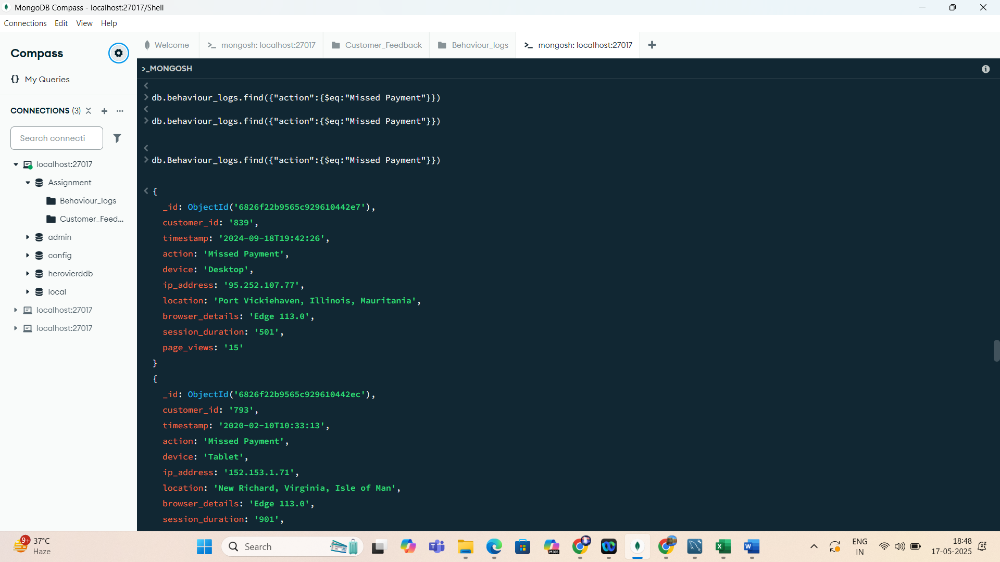 MongoDB Compass - localhost:27017/Shell
Connections Edit View Help
Compass
{} My Queries
CONNECTIONS (3)
Search connecti
localhost:27017
Assignment
Behaviour_logs
Customer_Feed...
admin
config
herovierddb
local
localhost:27017
localhost:27017
Welcome
>_ mongosh: localhost:27017
Customer_Feedback
Behaviour_logs
>_ mongosh: localhost:27017
>_MONGOSH
<
> db.behaviour_logs.find({"action":{$eq:"Missed Payment"}})
<
> db.behaviour_logs.find({"action":{$eq:"Missed Payment"}})
<
> db.Behaviour_logs.find({"action":{$eq:"Missed Payment"}})
< {
_id: ObjectId('6826f22b9565c929610442e7'),
customer_id: '839',
timestamp: '2024-09-18T19:42:26',
action: 'Missed Payment',
device: 'Desktop',
ip_address: '95.252.107.77',
location: 'Port Vickiehaven, Illinois, Mauritania',
browser_details: 'Edge 113.0',
session_duration: '501',
page_views: '15'
}
{
_id: ObjectId('6826f22b9565c929610442ec'),
customer_id: '793',
timestamp: '2020-02-10T10:33:13',
action: 'Missed Payment',
device: 'Tablet',
ip_address: '152.153.1.71',
location: 'New Richard, Virginia, Isle of Man',
browser_details: 'Edge 113.0',
session_duration: '901',
9+
37°C
Haze
Search
M365
ENG
IN
18:48
17-05-2025